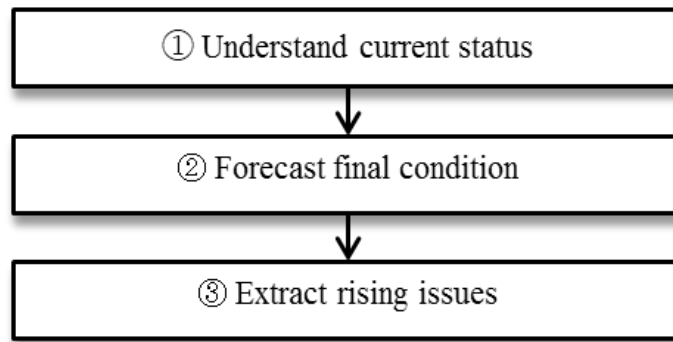 ① Understand current status
② Forecast final condition
③ Extract rising issues